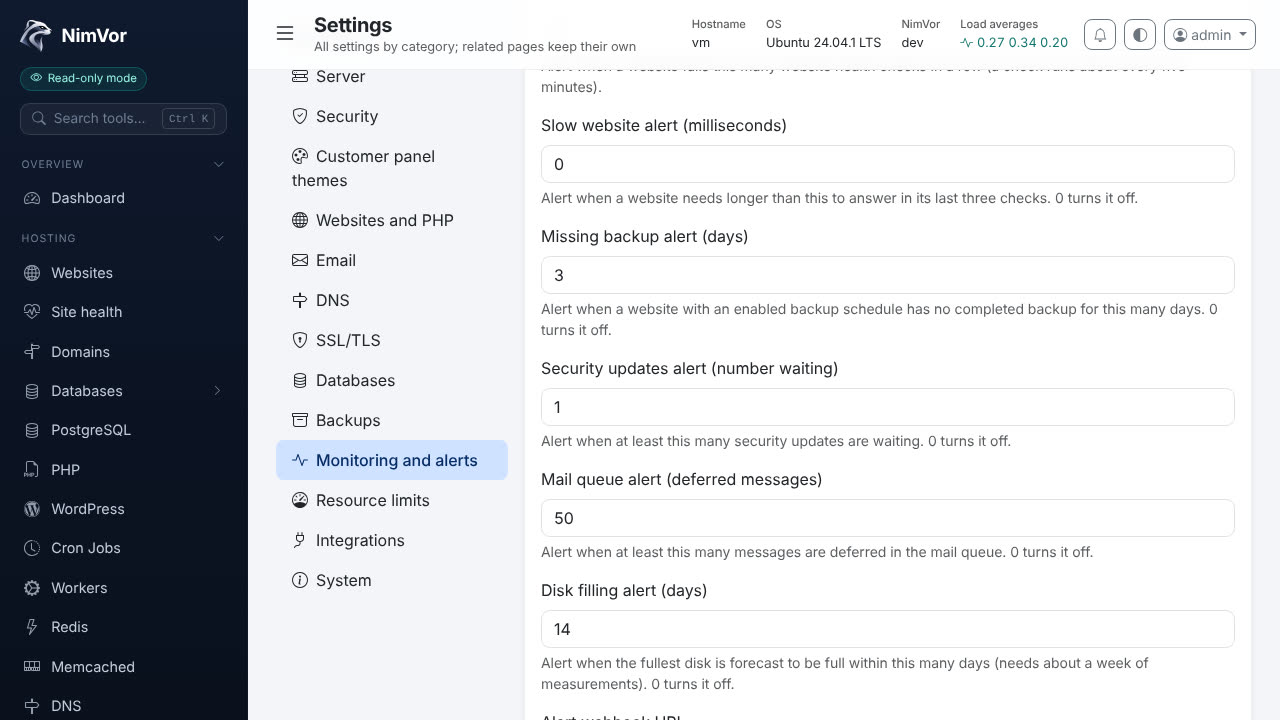 NimVor
Read-only mode
Search tools... Ctrl K
OVERVIEW
Dashboard
HOSTING
Websites
Site health
Domains
Databases
PostgreSQL
PHP
WordPress
Cron Jobs
Workers
Redis
Memcached
DNS
Settings
All settings by category; related pages keep their own
Hostname
vm
OS
Ubuntu 24.04.1 LTS
NimVor
dev
Load averages
0.27 0.34 0.20
admin
Server
Security
Customer panel
themes
Websites and PHP
Email
DNS
SSL/TLS
Databases
Backups
Monitoring and alerts
Resource limits
Integrations
System
minutes).
Slow website alert (milliseconds)
0
Alert when a website needs longer than this to answer in its last three checks. 0 turns it off.
Missing backup alert (days)
3
Alert when a website with an enabled backup schedule has no completed backup for this many days. 0
turns it off.
Security updates alert (number waiting)
1
Alert when at least this many security updates are waiting. 0 turns it off.
Mail queue alert (deferred messages)
50
Alert when at least this many messages are deferred in the mail queue. 0 turns it off.
Disk filling alert (days)
14
Alert when the fullest disk is forecast to be full within this many days (needs about a week of
measurements). 0 turns it off.
Alert webhook URL